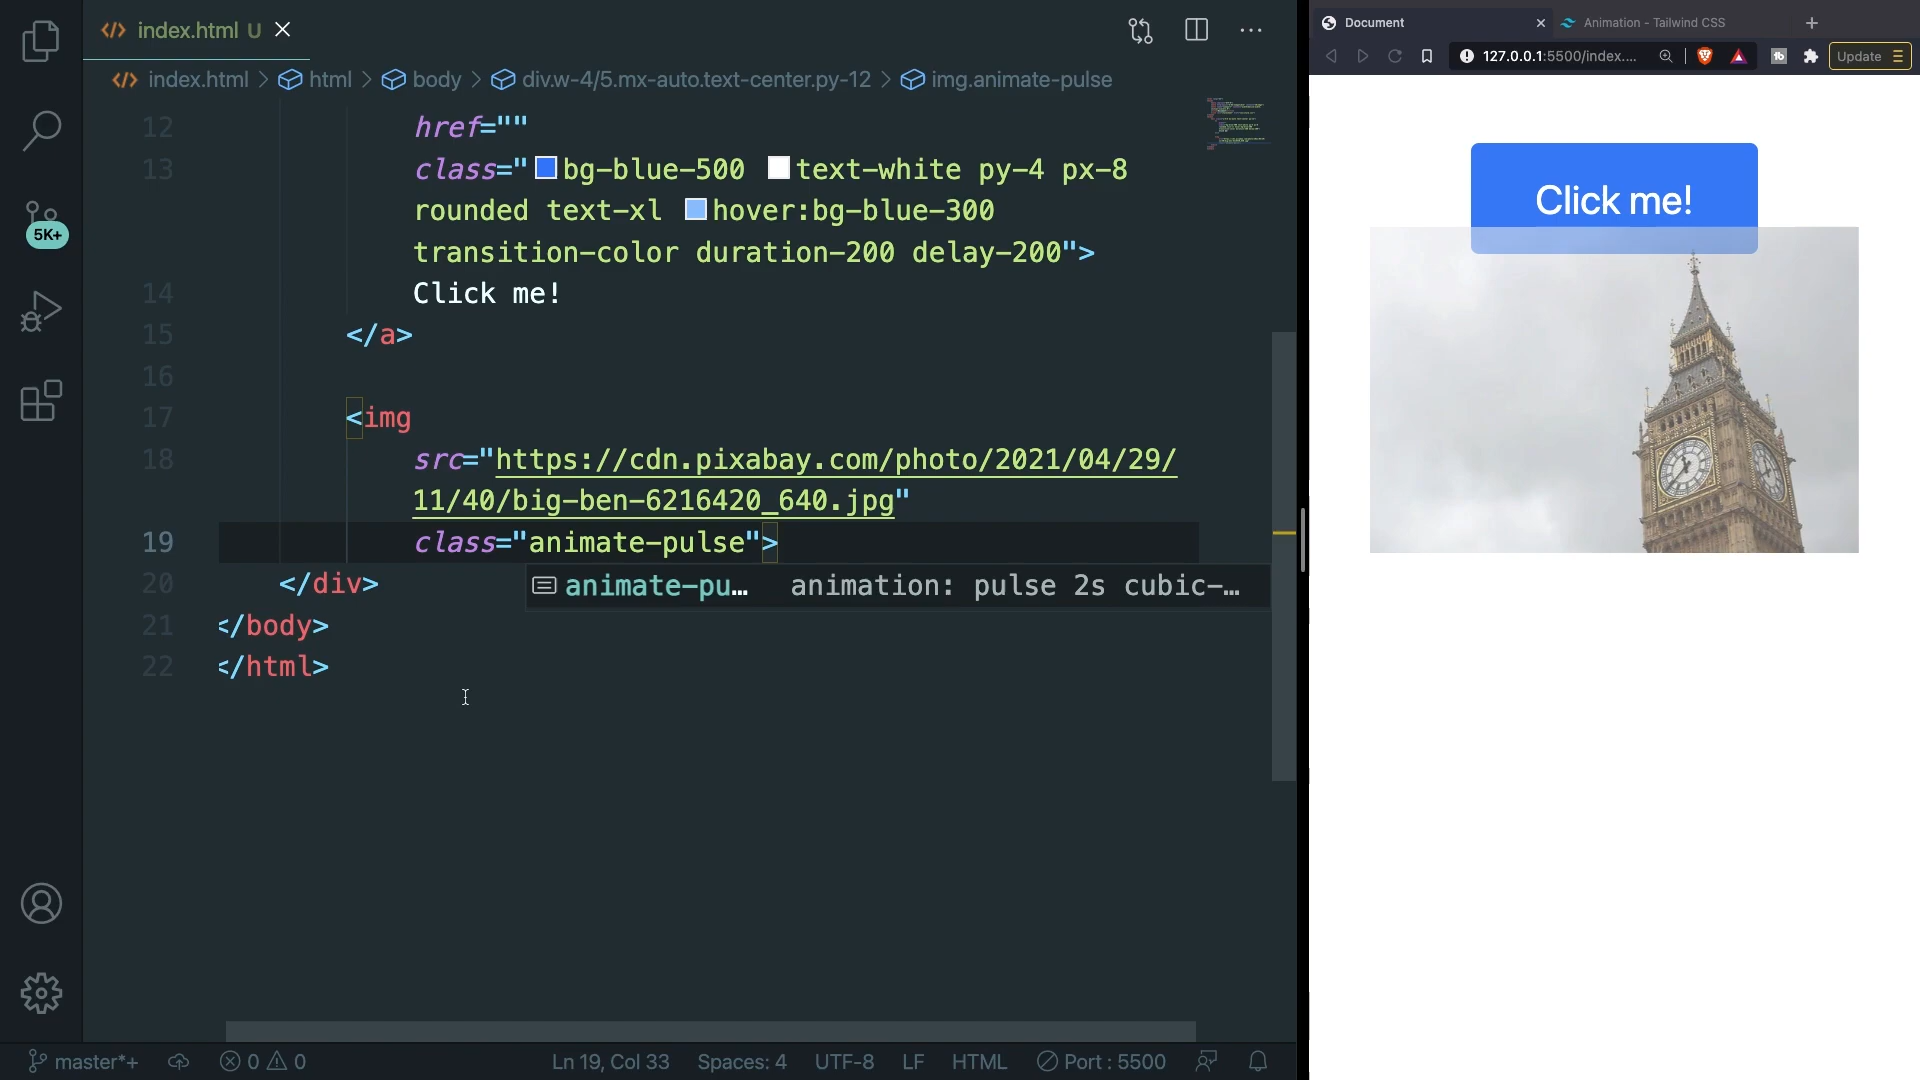 index.html U
index.html > html > body > div.w-4/5.mx-auto.text-center.py-12 > img.animate-pulse
12 href=""
13 class="bg-blue-500 text-white py-4 px-8
rounded text-xl hover:bg-blue-300
transition-color duration-200 delay-200">
14 Click me!
15 </a>
16
17 <img
18 src="https://cdn.pixabay.com/photo/2021/04/29/
11/40/big-ben-6216420_640.jpg"
19 class="animate-pulse">
animate-pu… animation: pulse 2s cubic-…
20 </div>
21 </body>
22 </html>
5K+
master*+ 0 0 Ln 19, Col 33 Spaces: 4 UTF-8 LF HTML Port : 5500
Document Animation - Tailwind CSS
127.0.0.1:5500/index.... Update
Click me!